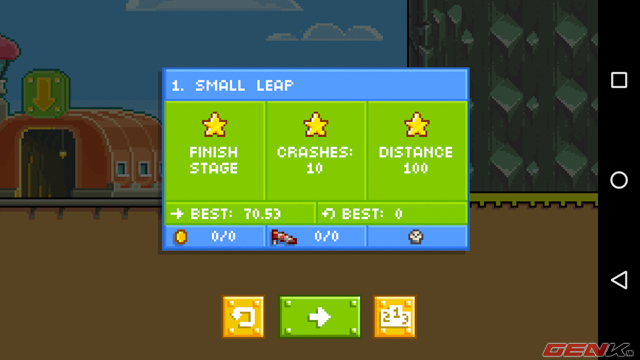 1. SMALL LEAP
FINISH STAGE
CRASHES: 10
DISTANCE 100
BEST: 70.53
BEST: 0
0/0
0/0
213
GENK